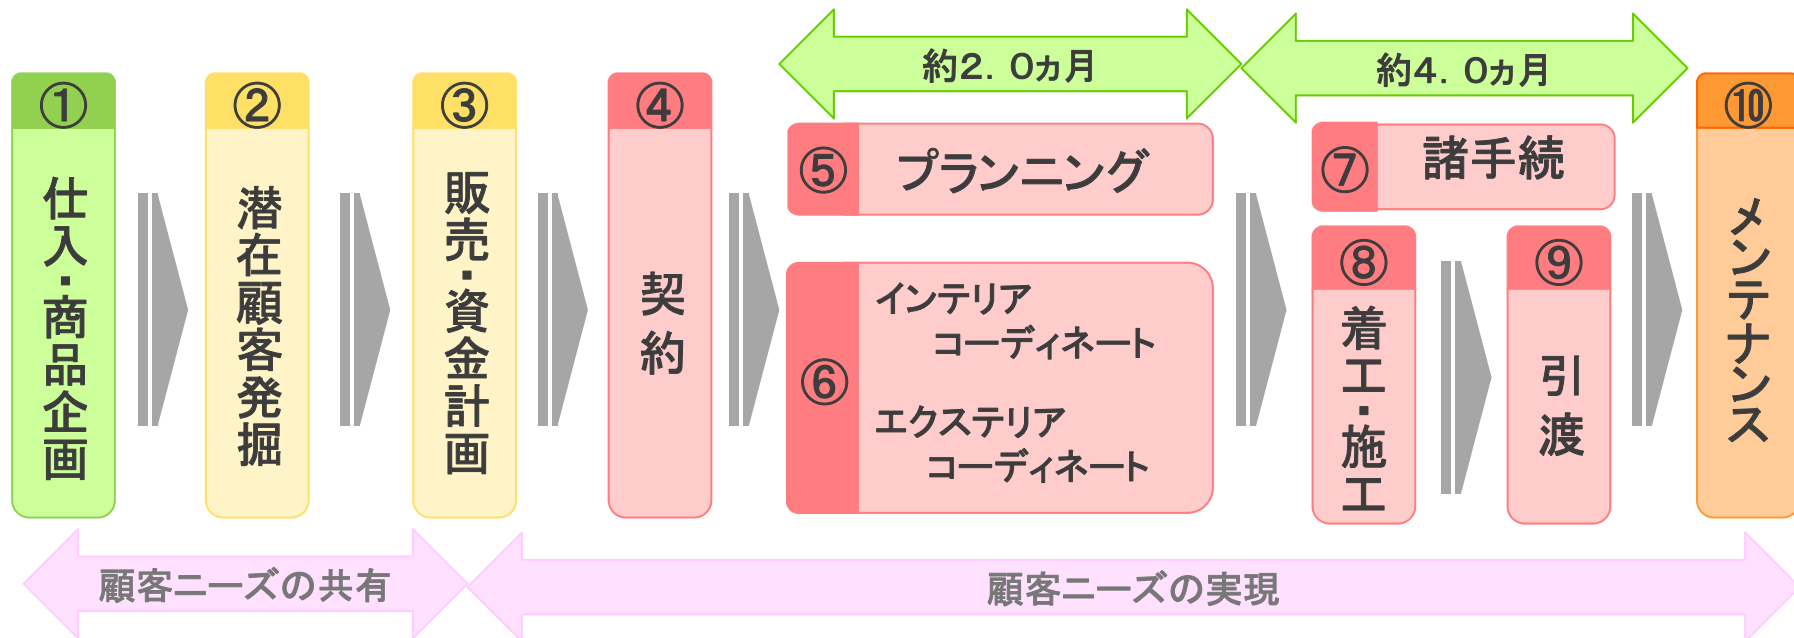 約2．0ヵ月
約4．0ヵ月
①
仕入・商品企画
②
潜在顧客発掘
③
販売・資金計画
④
契約
⑤
プランニング
⑥
インテリア
コーディネート
エクステリア
コーディネート
⑦
諸手続
⑧
着工・施工
⑨
引渡
⑩
メンテナンス
顧客ニーズの共有
顧客ニーズの実現